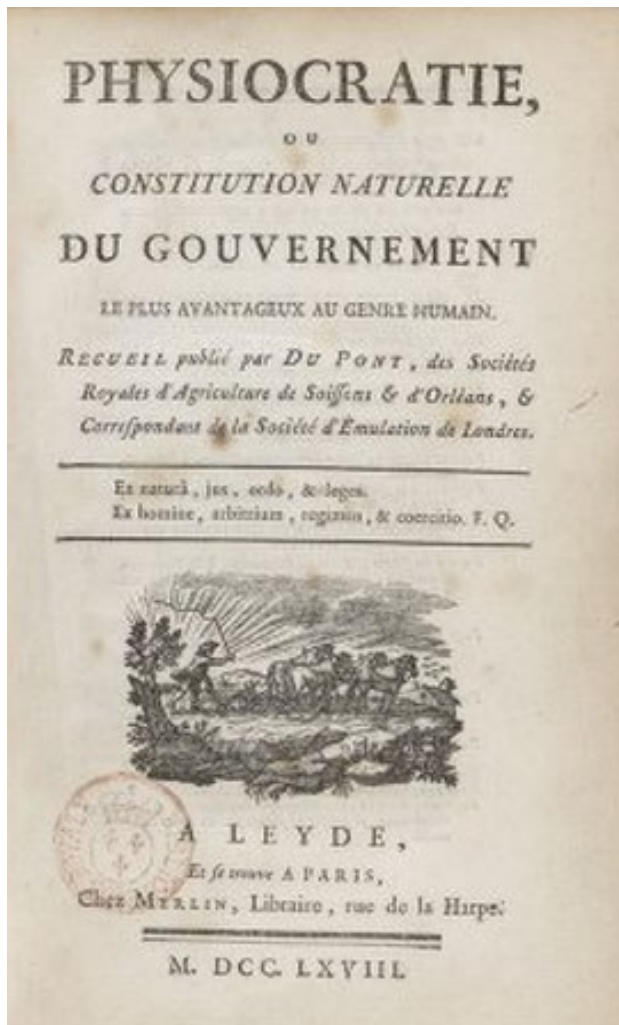 PHYSIOCRATIE,
OU
CONSTITUTION NATURELLE
DU GOUVERNEMENT
LE PLUS AVANTAGEUX AU GENRE HUMAIN.
RECUEIL publié par DU PONT, des Sociétés
Royales d'Agriculture de Soissons & d'Orléans, &
Correspondant de la Société d'Émulation de Londres.
Ex naturâ, jus, ordo, & leges.
Ex homine, arbitrium, regimen, & coercitio. F. Q.
A LEYDE,
Et se trouve A PARIS,
Chez MERLIN, Libraire, rue de la Harpe.
M. DCC. LXVIII.